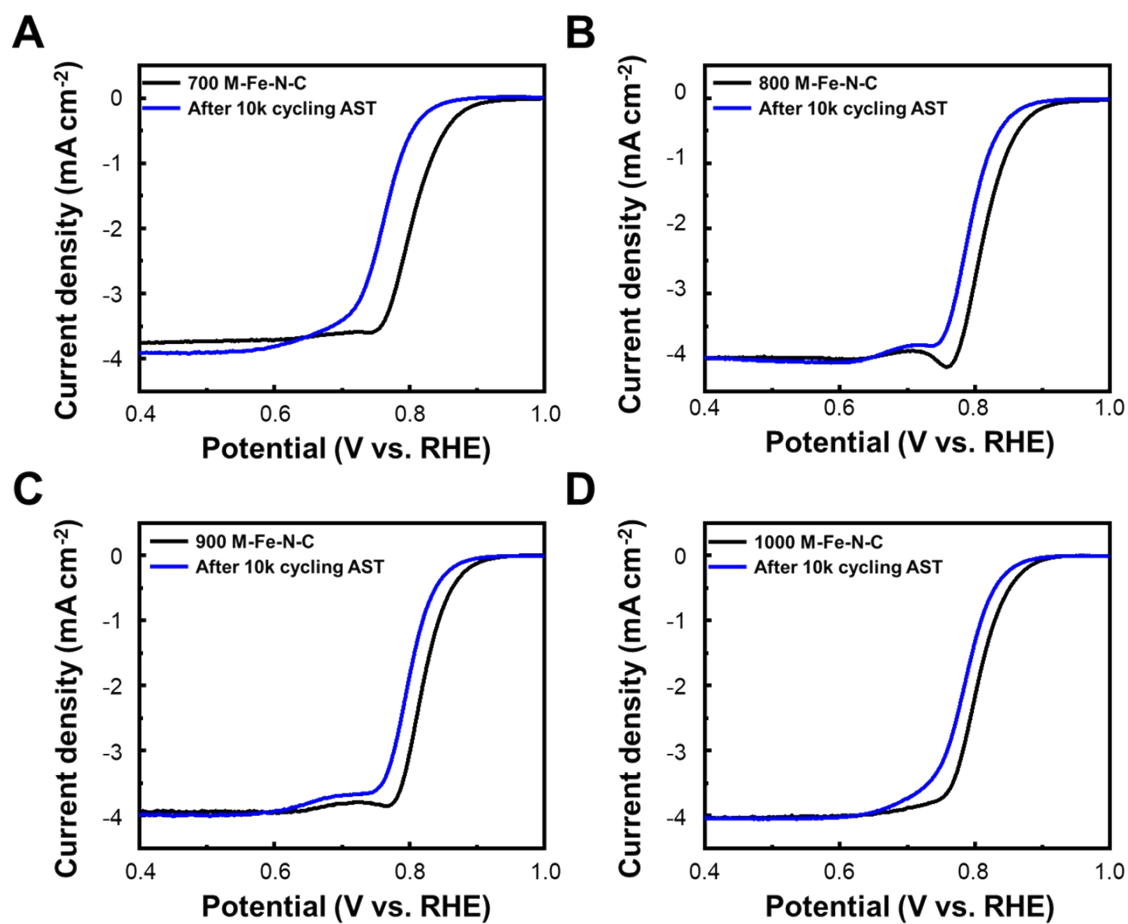 A
B
700 M-Fe-N-C
After 10k cycling AST
Current density (mA cm-2)
0
-1
-2
-3
-4
0.4
0.6
0.8
1.0
Potential (V vs. RHE)
800 M-Fe-N-C
After 10k cycling AST
Current density (mA cm-2)
0
-1
-2
-3
-4
0.4
0.6
0.8
1.0
Potential (V vs. RHE)
C
D
900 M-Fe-N-C
After 10k cycling AST
Current density (mA cm-2)
0
-1
-2
-3
-4
0.4
0.6
0.8
1.0
Potential (V vs. RHE)
1000 M-Fe-N-C
After 10k cycling AST
Current density (mA cm-2)
0
-1
-2
-3
-4
0.4
0.6
0.8
1.0
Potential (V vs. RHE)